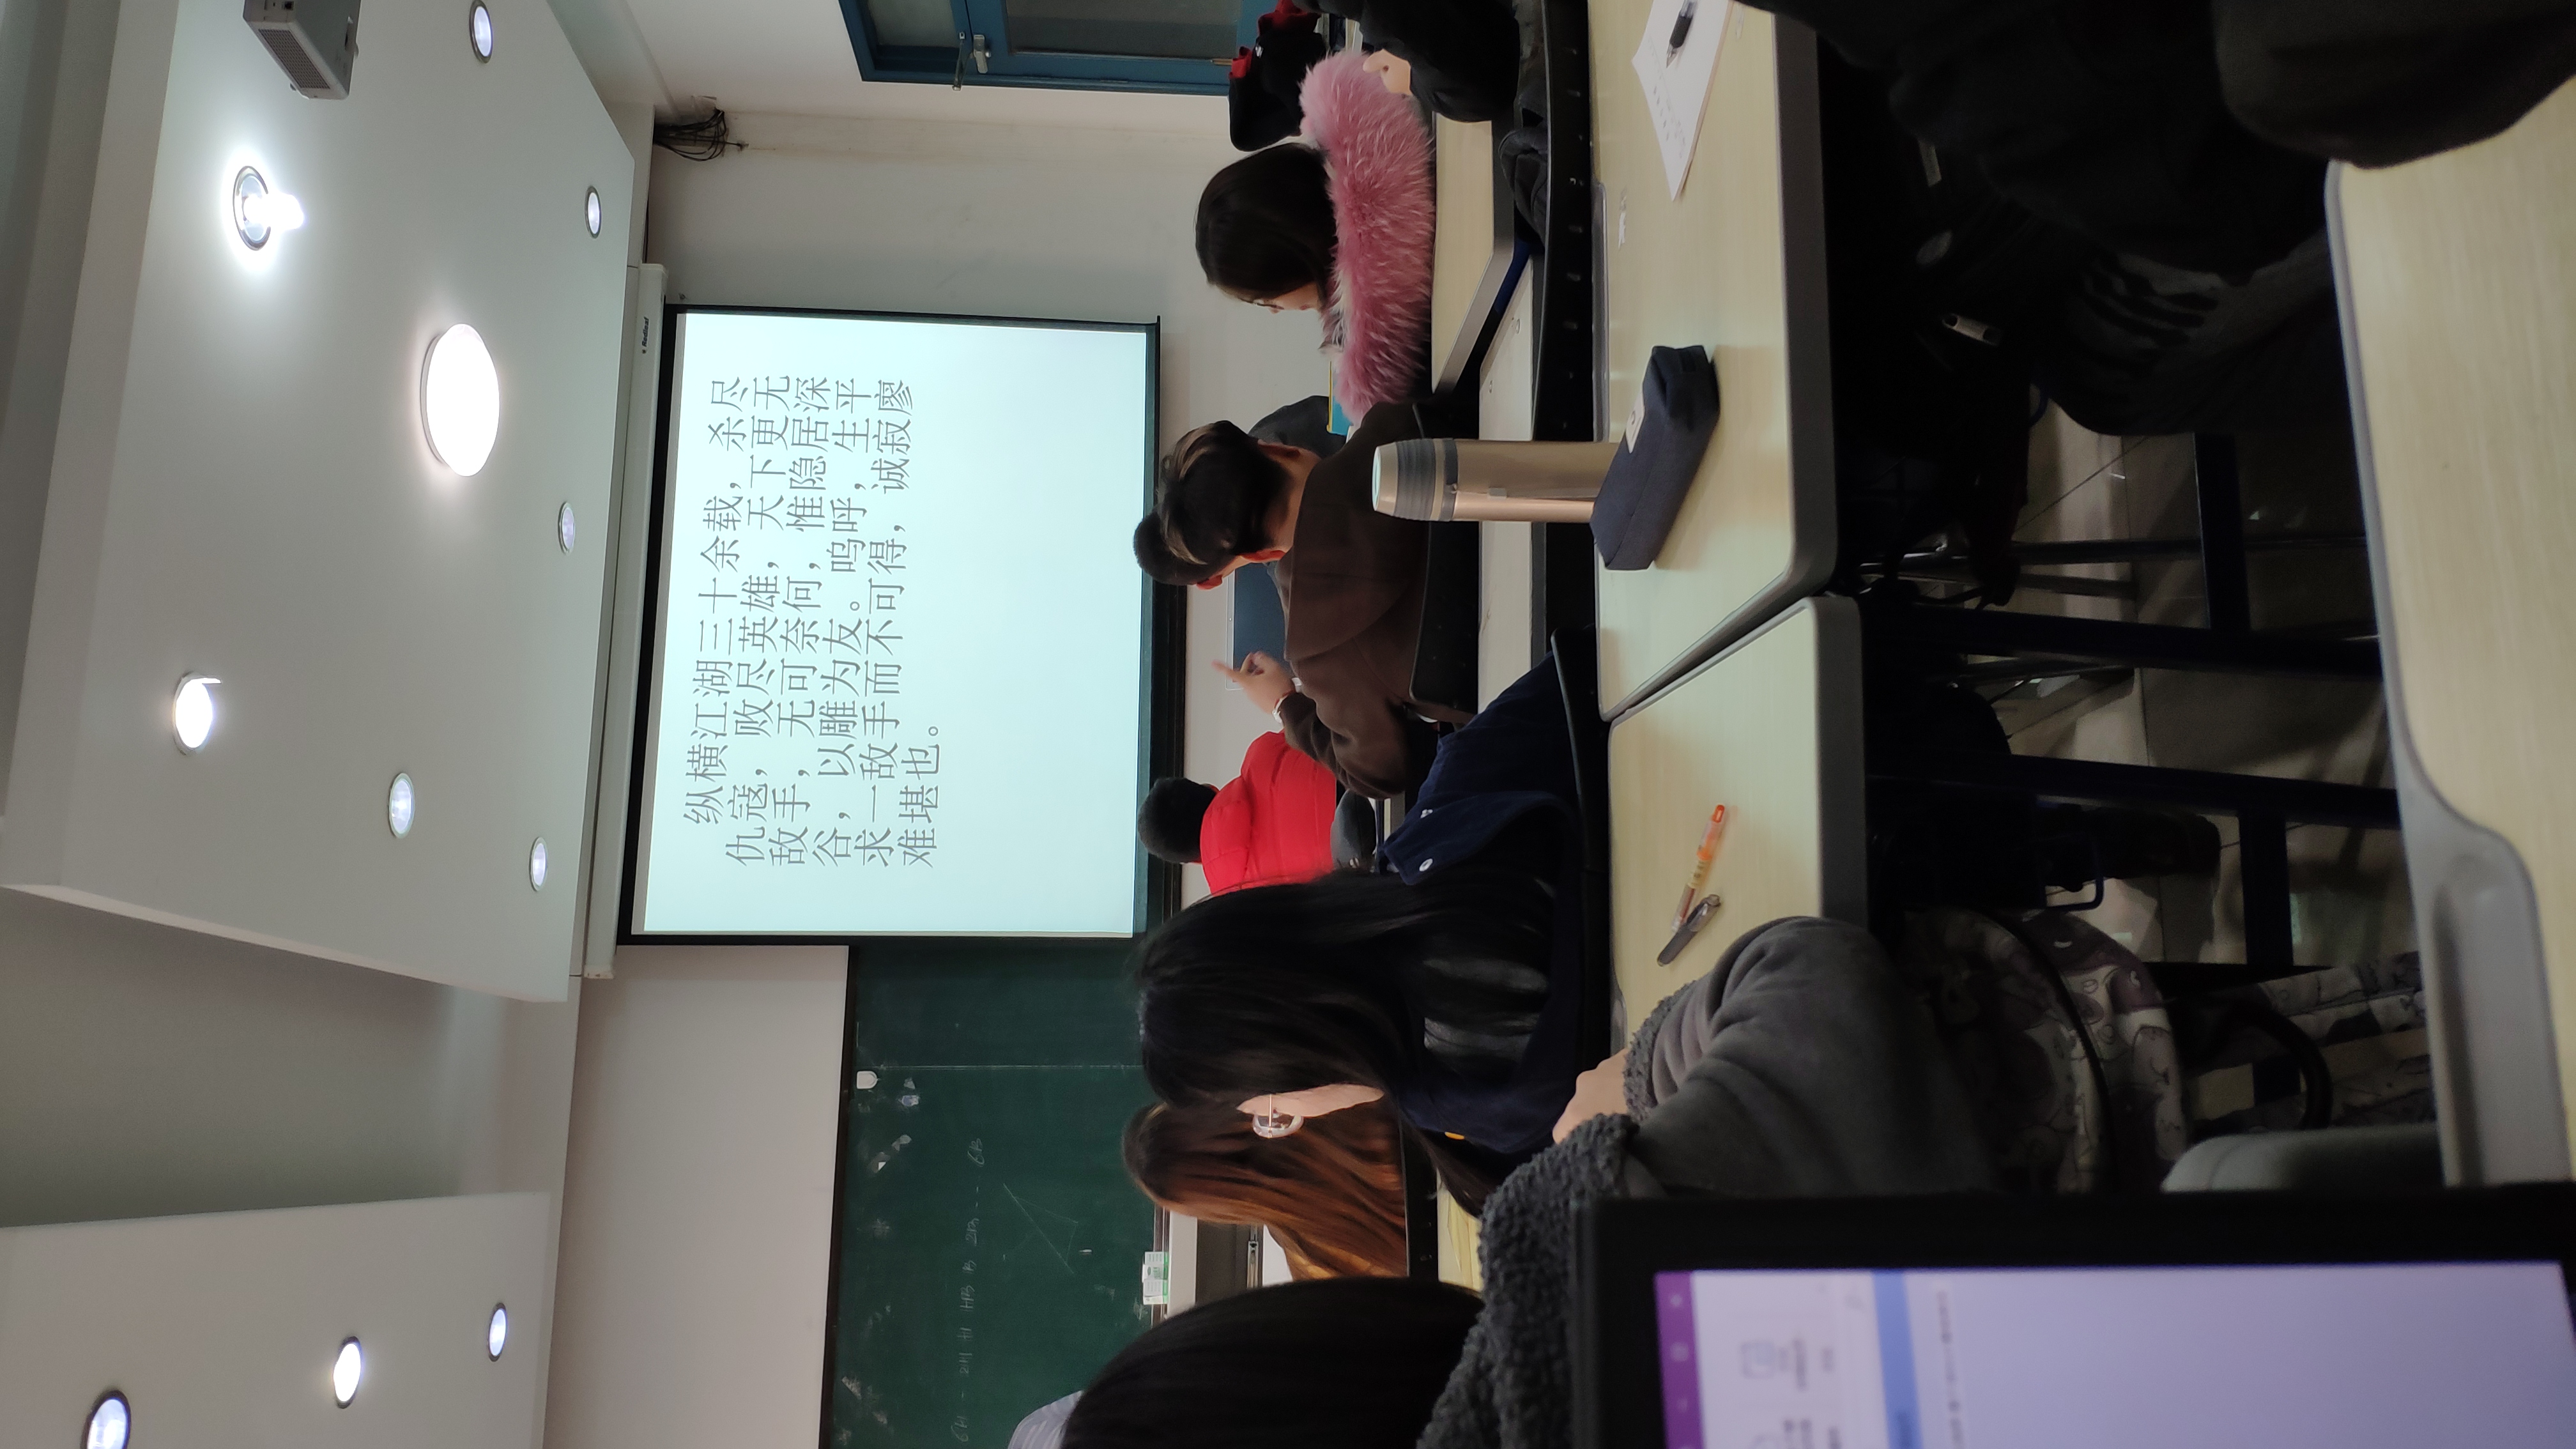 Redleaf
纵横江湖三十余载，杀尽
仇寇，败尽英雄，天下更无
敌手，无可奈何，惟隐居深
谷，以雕为友。呜呼，生平
求一敌手而不可得，诚寂廖
难堪也。
6H - 2H H HB B 2B - - 6B